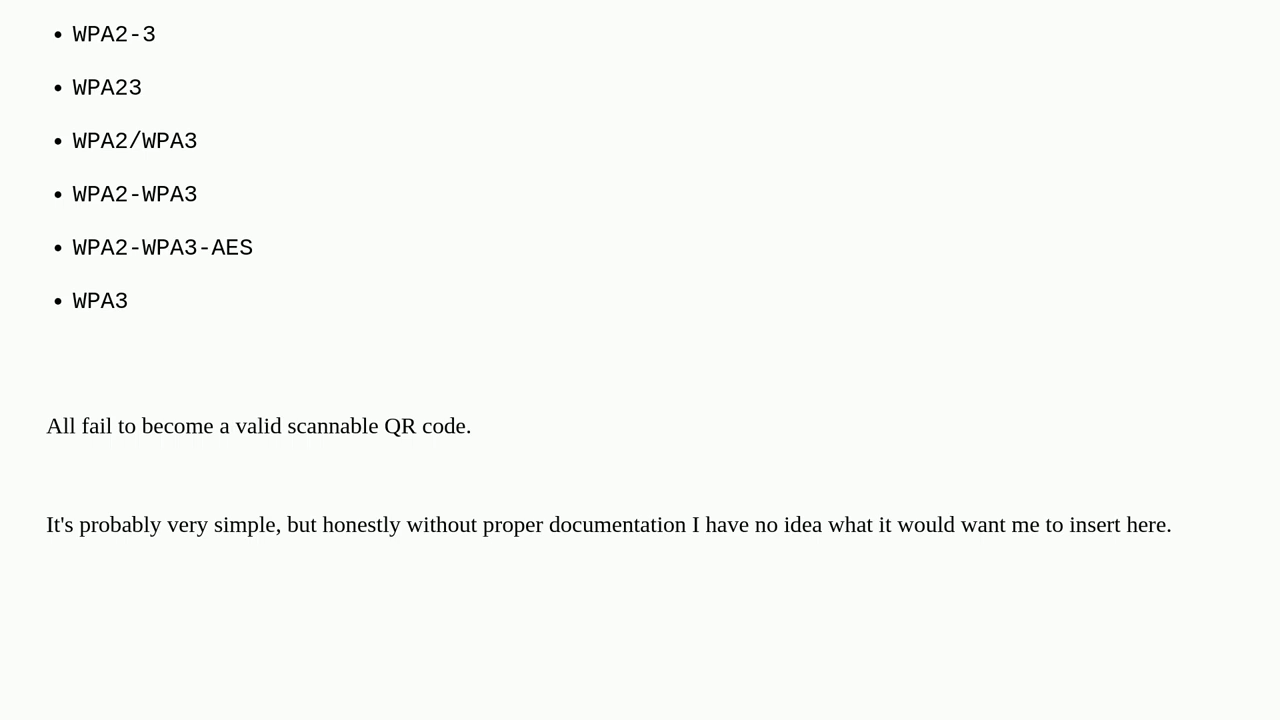 • WPA2-3
• WPA23
• WPA2/WPA3
• WPA2-WPA3
• WPA2-WPA3-AES
• WPA3
All fail to become a valid scannable QR code.
It's probably very simple, but honestly without proper documentation I have no idea what it would want me to insert here.